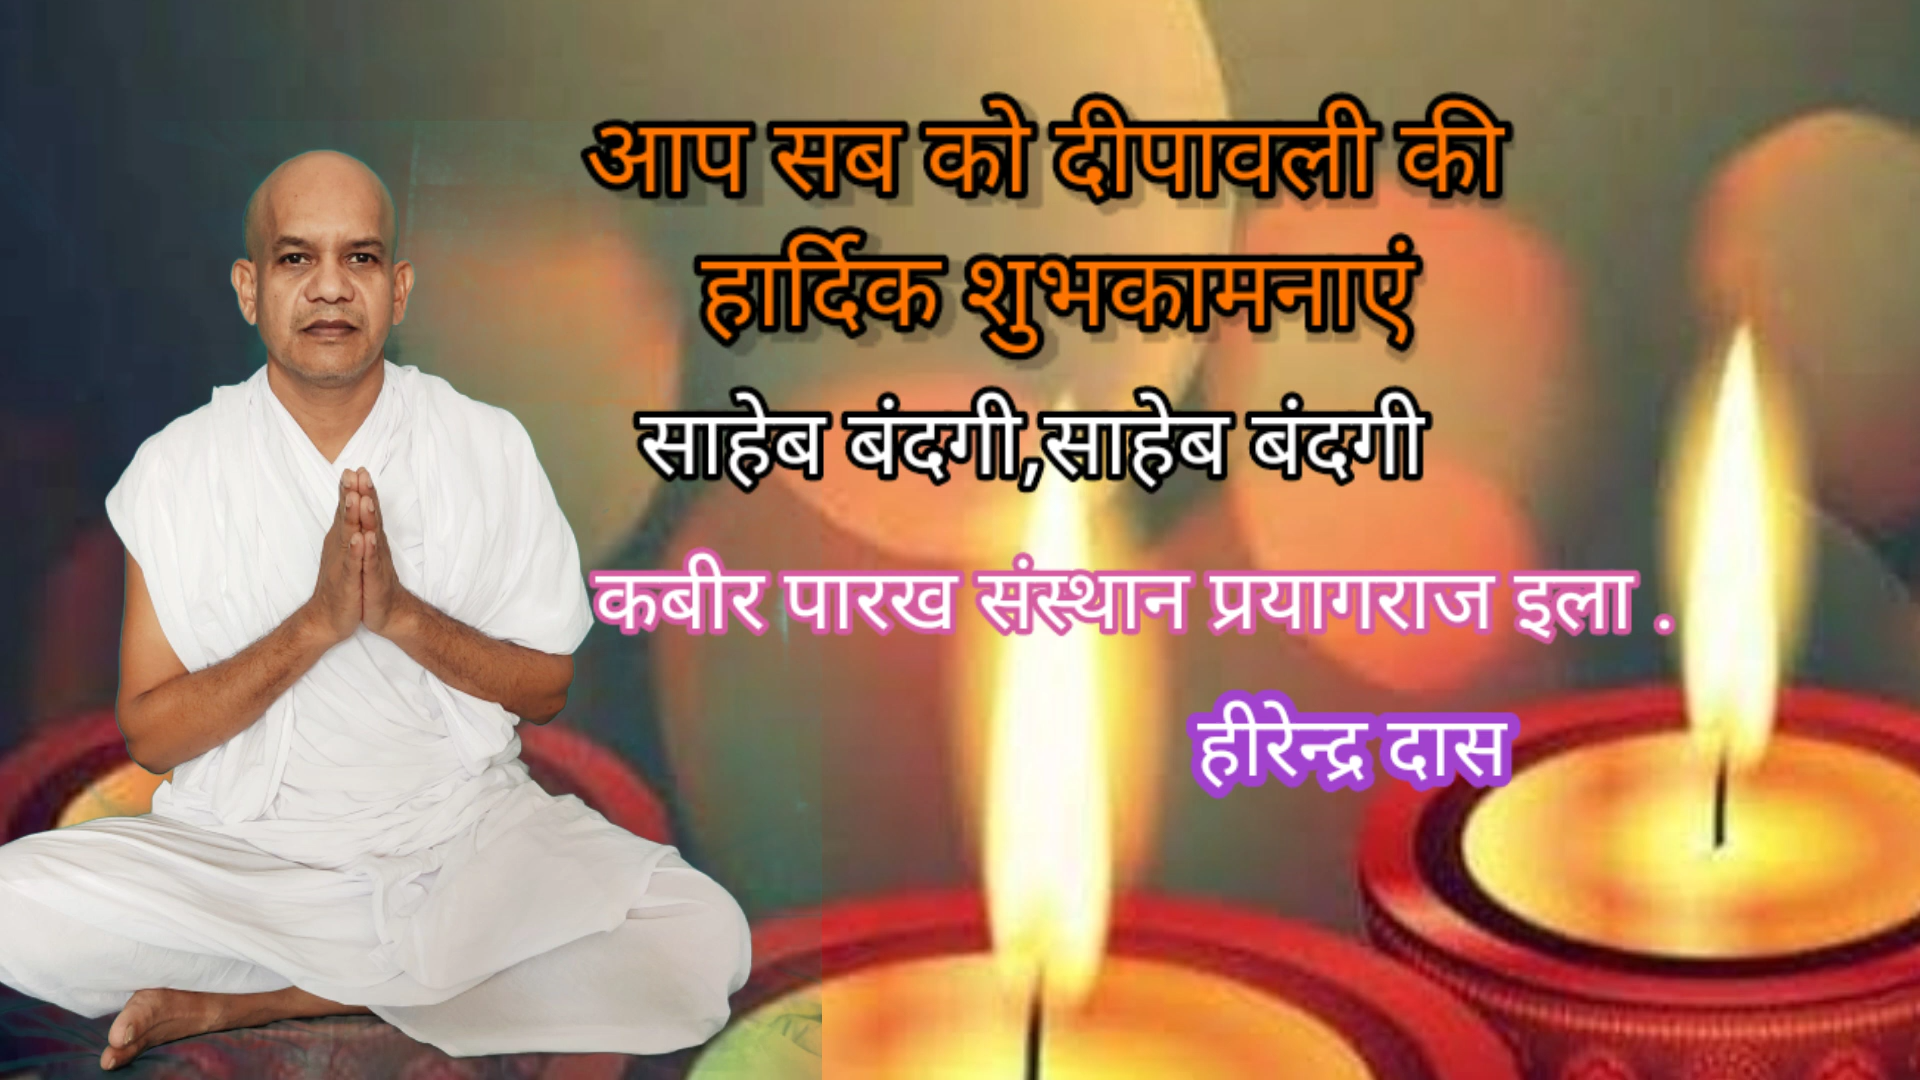 आप सब को दीपावली की
हार्दिक शुभकामनाएं
साहेब बंदगी,साहेब बंदगी
कबीर पारख संस्थान प्रयागराज इला .
हीरेन्द्र दास